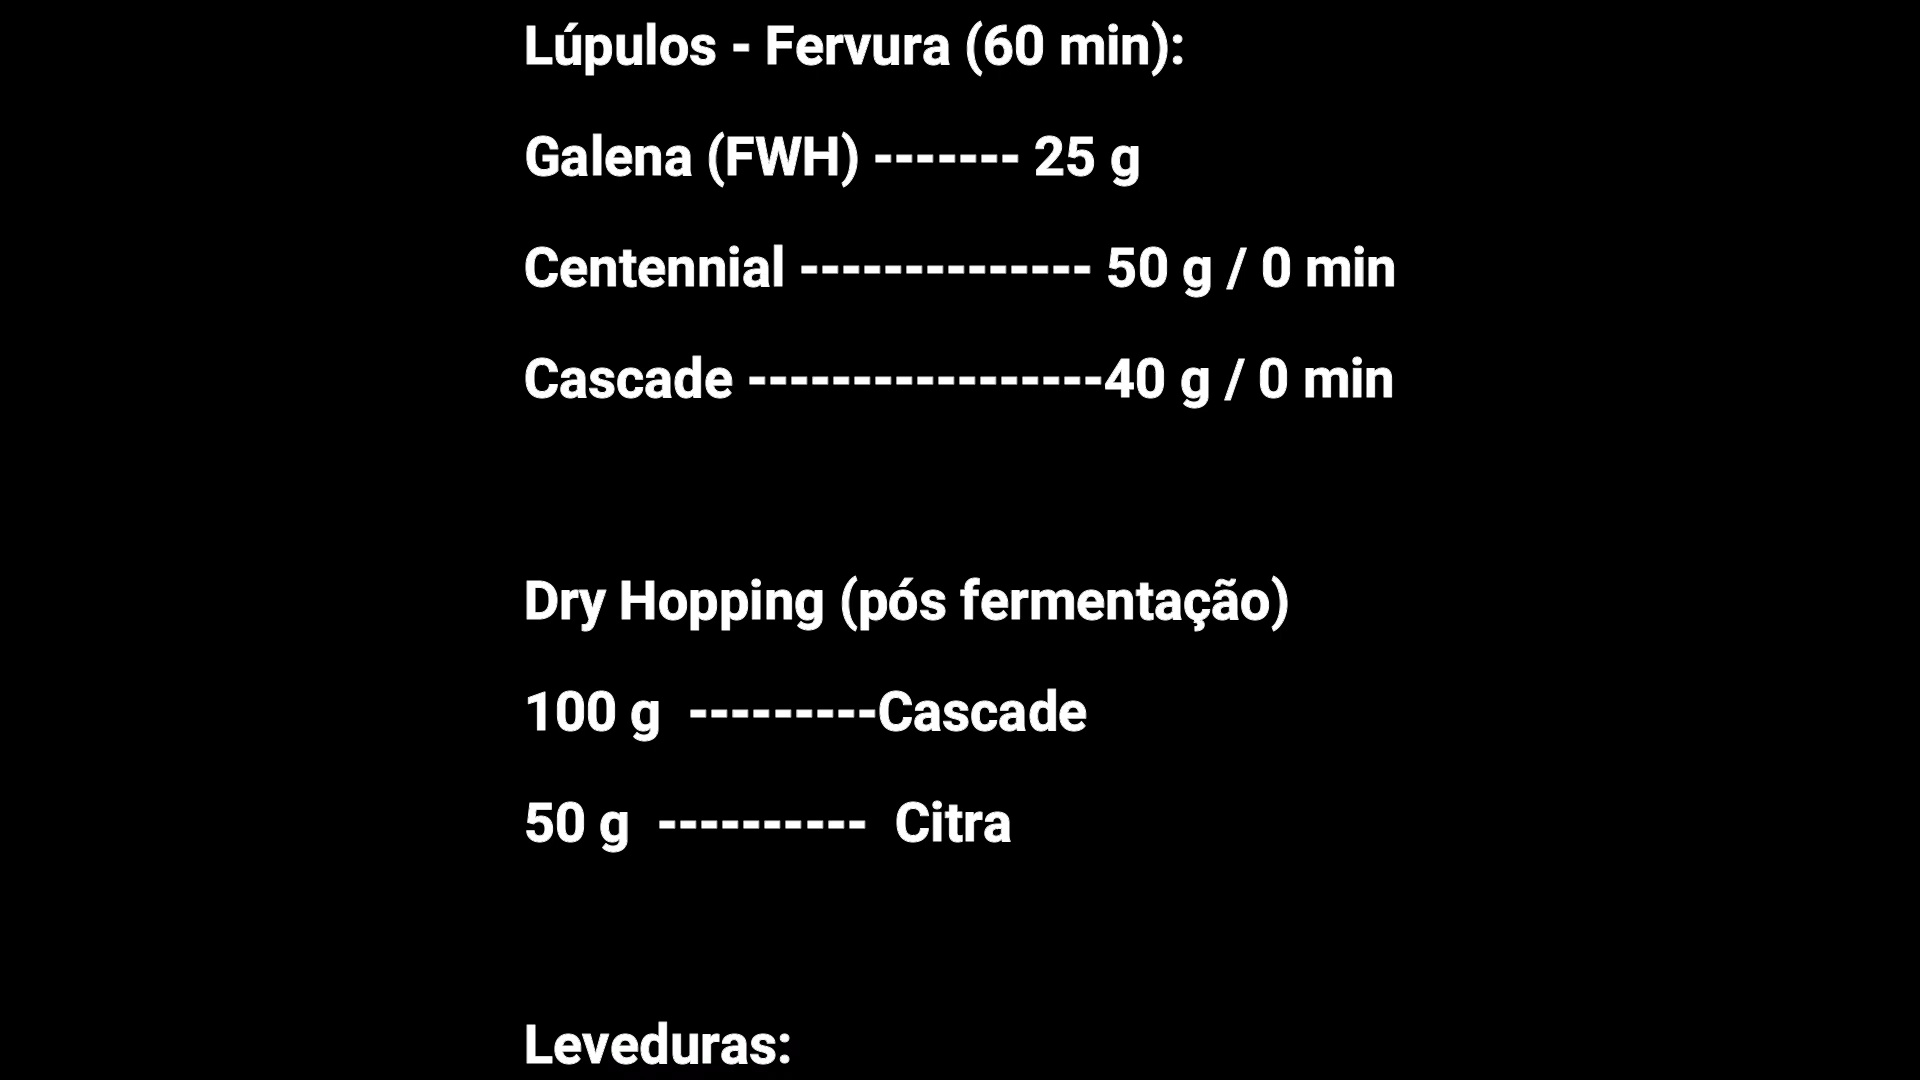 Lúpulos - Fervura (60 min):
Galena (FWH) ------- 25 g
Centennial -------------- 50 g / 0 min
Cascade -----------------40 g / 0 min
Dry Hopping (pós fermentação)
100 g  ---------Cascade
50 g  ----------  Citra
Leveduras: